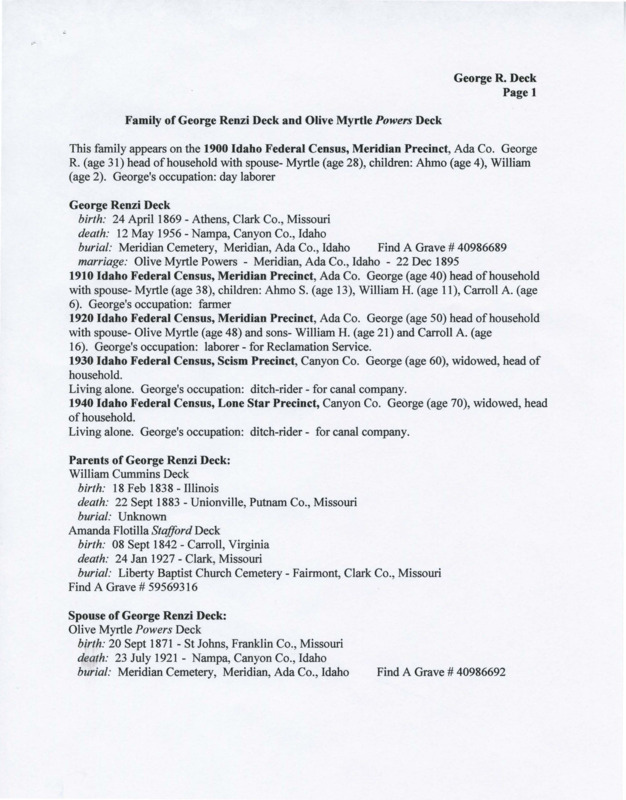 George R. Deck
Page 1
Family of George Renzi Deck and Olive Myrtle Powers Deck
This family appears on the 1900 Idaho Federal Census, Meridian Precinct, Ada Co. George
R. (age 31) head of household with spouse- Myrtle (age 28), children: Ahmo (age 4), William
(age 2). George's occupation: day laborer
George Renzi Deck
birth: 24 April 1869 - Athens, Clark Co., Missouri
death: 12 May 1956 - Nampa, Canyon Co., Idaho
burial: Meridian Cemetery, Meridian, Ada Co., Idaho Find A Grave # 40986689
marriage: Olive Myrtle Powers - Meridian, Ada Co., Idaho - 22 Dec 1895
1910 Idaho Federal Census, Meridian Precinct, Ada Co. George (age 40) head of household
with spouse- Myrtle (age 38), children: Ahmo S. (age 13), William H. (age 11), Carroll A. (age
6). George's occupation: farmer
1920 Idaho Federal Census, Meridian Precinct, Ada Co. George (age 50) head of household
with spouse- Olive Myrtle (age 48) and sons- William H. (age 21) and Carroll A. (age
16). George's occupation: laborer - for Reclamation Service.
1930 Idaho Federal Census, Scism Precinct, Canyon Co. George (age 60), widowed, head of
household.
Living alone. George's occupation: ditch-rider - for canal company.
1940 Idaho Federal Census, Lone Star Precinct, Canyon Co. George (age 70), widowed, head
of household.
Living alone. George's occupation: ditch-rider - for canal company.
Parents of George Renzi Deck:
William Cummins Deck
birth: 18 Feb 1838 - Illinois
death: 22 Sept 1883 - Unionville, Putnam Co., Missouri
burial: Unknown
Amanda Flotilla Stafford Deck
birth: 08 Sept 1842 - Carroll, Virginia
death: 24 Jan 1927 - Clark, Missouri
burial: Liberty Baptist Church Cemetery - Fairmont, Clark Co., Missouri
Find A Grave # 59569316
Spouse of George Renzi Deck:
Olive Myrtle Powers Deck
birth: 20 Sept 1871 - St Johns, Franklin Co., Missouri
death: 23 July 1921 - Nampa, Canyon Co., Idaho
burial: Meridian Cemetery, Meridian, Ada Co., Idaho Find A Grave # 40986692